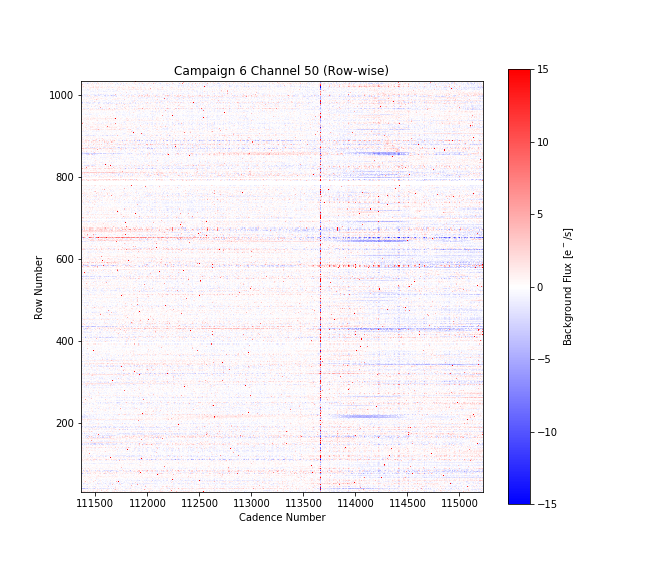 Campaign 6 Channel 50 (Row-wise)
1000
800
600
400
200
Row Number
111500 112000 112500 113000 113500 114000 114500 115000
Cadence Number
15
10
5
0
−5
−10
−15
Background Flux [e⁻/s]